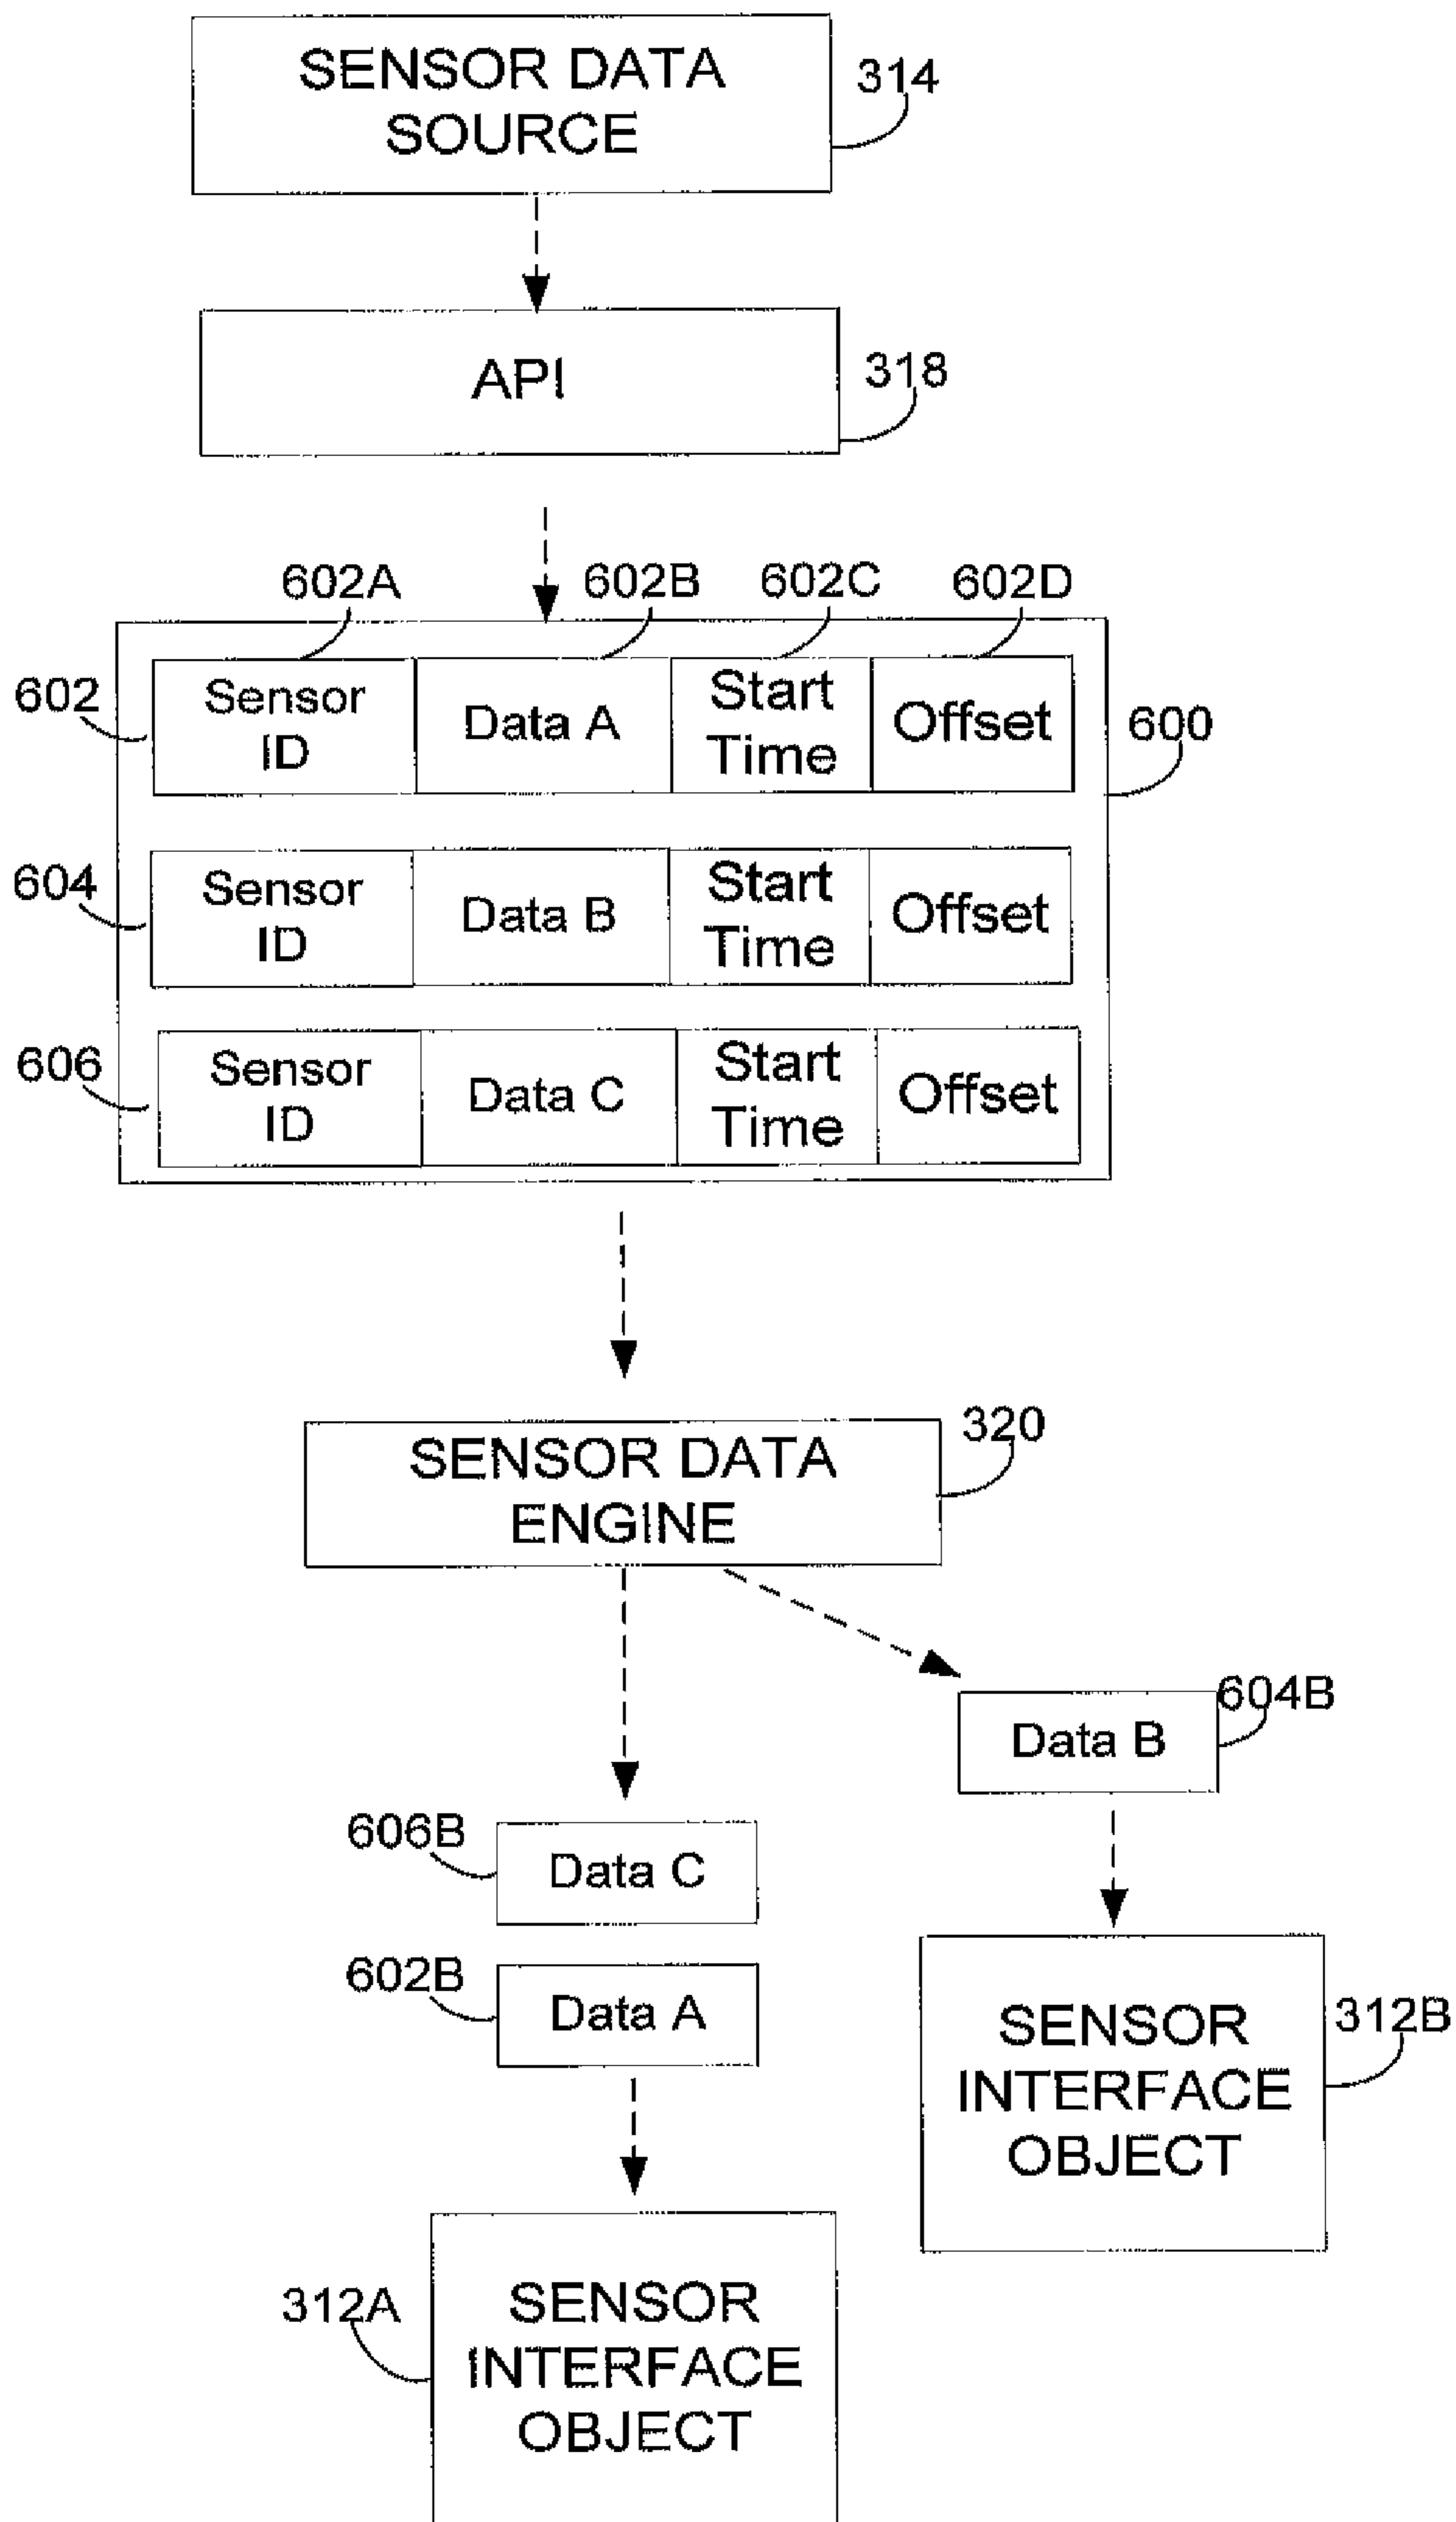 SENSOR DATA
SOURCE
314
API
318
602A
602B
602C
602D
602
Sensor
ID
Data A
Start
Time
Offset
600
604
Sensor
ID
Data B
Start
Time
Offset
606
Sensor
ID
Data C
Start
Time
Offset
SENSOR DATA
ENGINE
320
604B
Data B
606B
Data C
602B
Data A
SENSOR
INTERFACE
OBJECT
312B
312A
SENSOR
INTERFACE
OBJECT